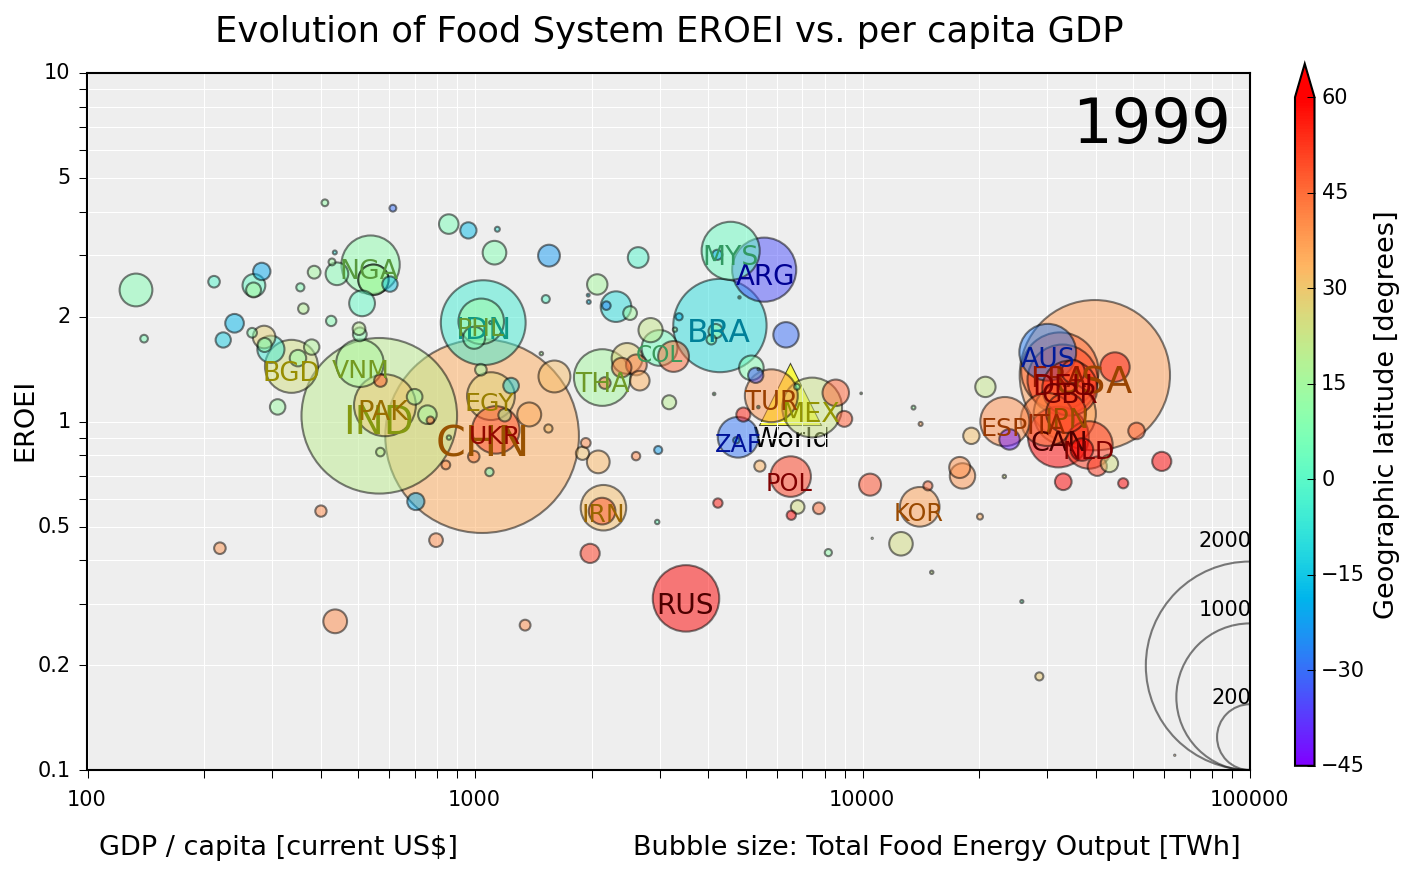 Evolution of Food System EROEI vs. per capita GDP
1999
10
5
2
1
0.5
0.2
0.1
EROEI
100
1000
10000
100000
GDP / capita [current US$]
Bubble size: Total Food Energy Output [TWh]
60
45
30
15
0
−15
−30
−45
Geographic latitude [degrees]
NGA
MYS
ARG
PHL
IDN
BRA
COL
BGD
VNM
THA
AUS
USA
IND
PAK
EGY
TUR
MEX
GBR
CHN
UKR
ZAF
World
ESP
ITA
JPN
CAN
NLD
POL
IRN
KOR
RUS
2000
1000
200